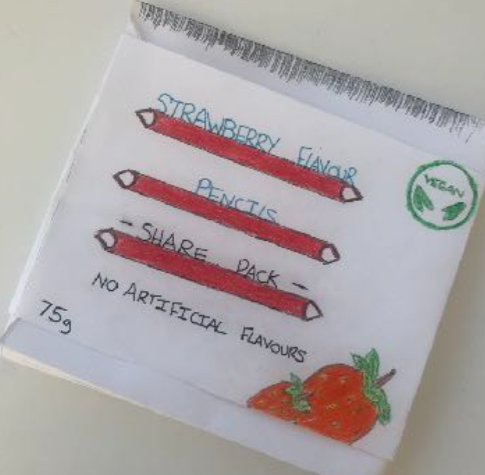 STRAWBERRY FLAVOUR
PENCILS
- SHARE PACK -
NO ARTIFICIAL FLAVOURS
75g
VEGAN